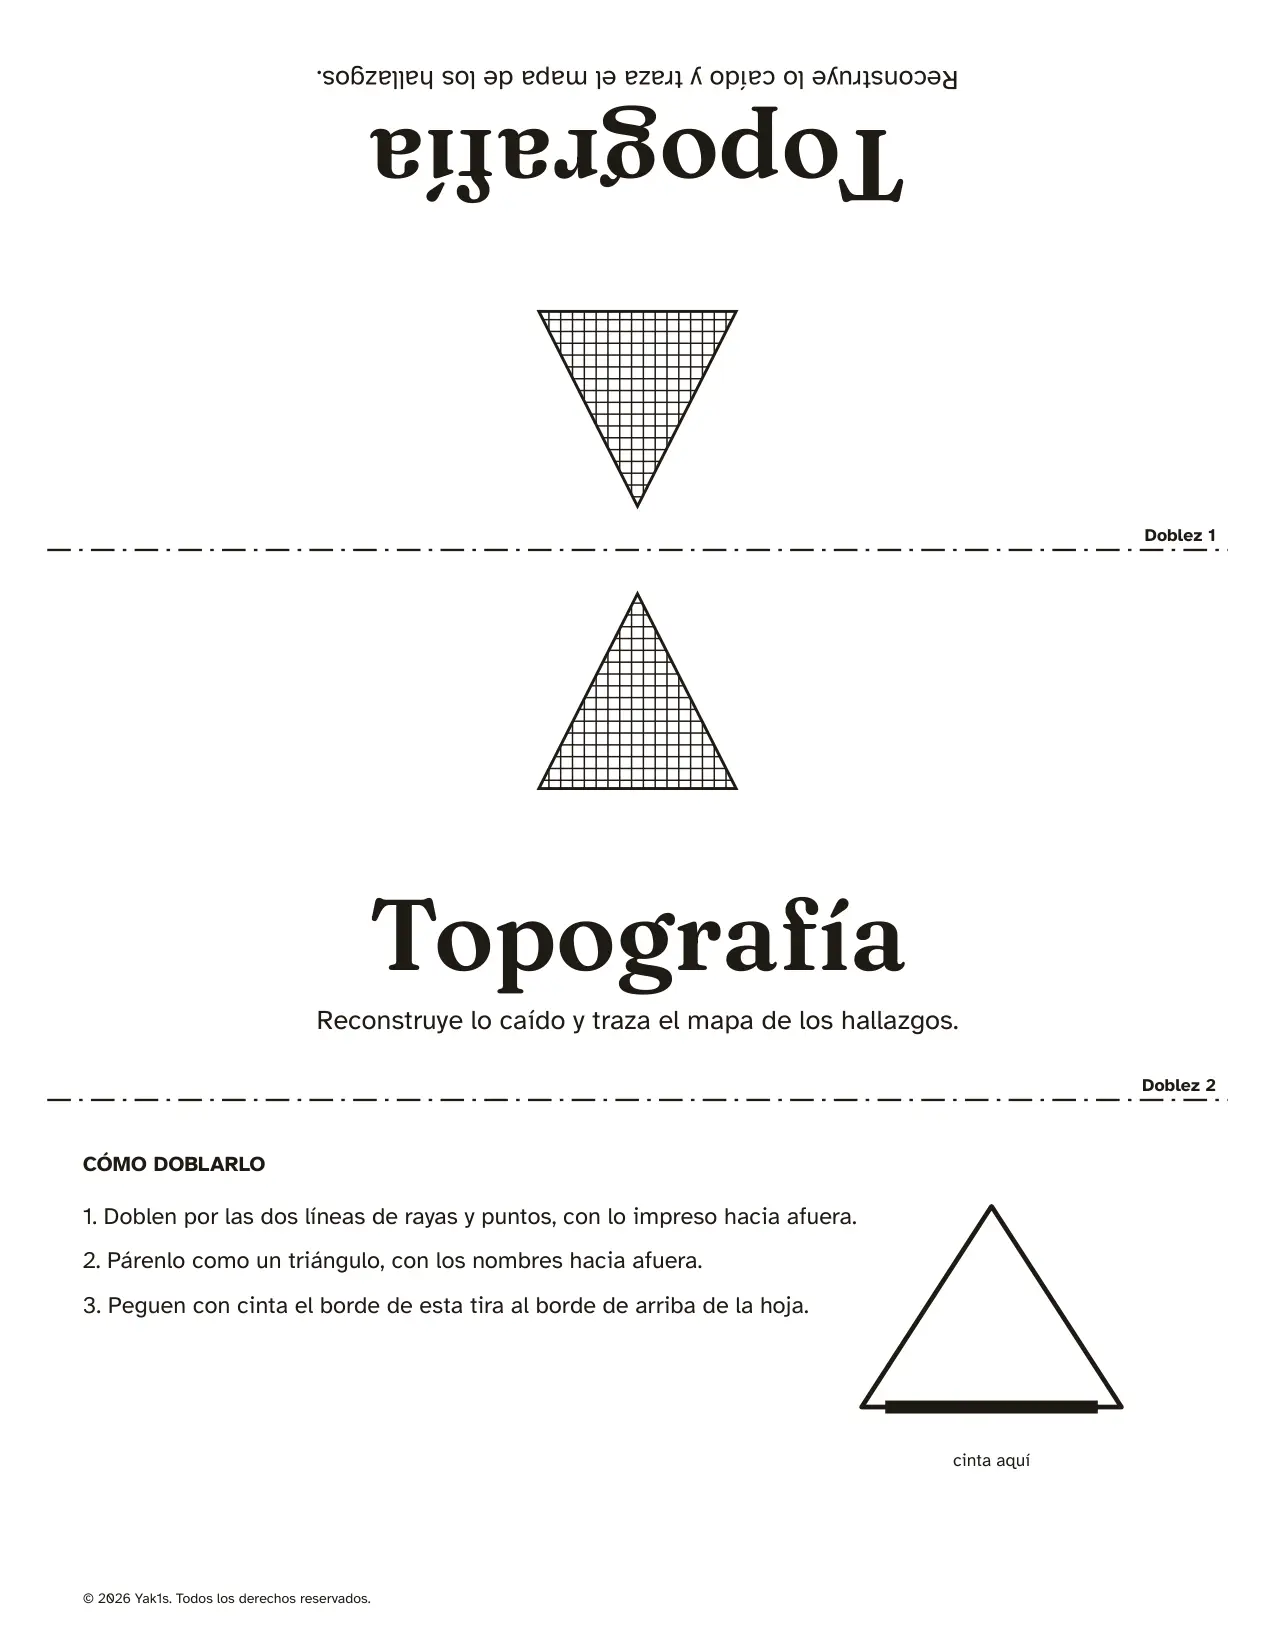 Reconstruye lo caído y traza el mapa de los hallazgos.
Topografía
Doblez 1
Topografía
Reconstruye lo caído y traza el mapa de los hallazgos.
Doblez 2
CÓMO DOBLARLO
1. Doblen por las dos líneas de rayas y puntos, con lo impreso hacia afuera.
2. Párenlo como un triángulo, con los nombres hacia afuera.
3. Peguen con cinta el borde de esta tira al borde de arriba de la hoja.
cinta aquí
© 2026 Yak1s. Todos los derechos reservados.